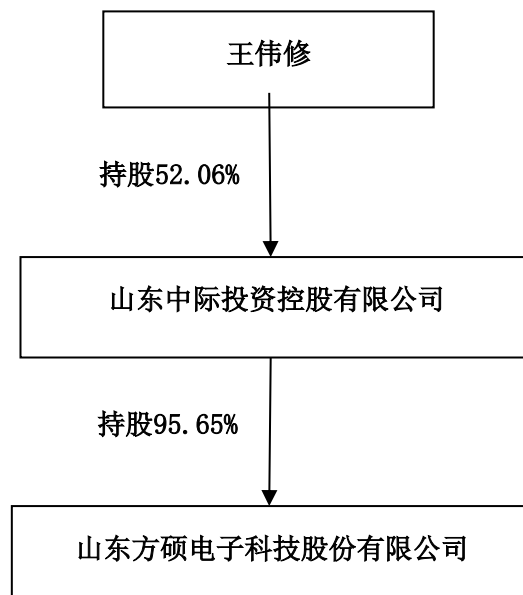 王伟修
持股52.06%
山东中际投资控股有限公司
持股95.65%
山东方硕电子科技股份有限公司